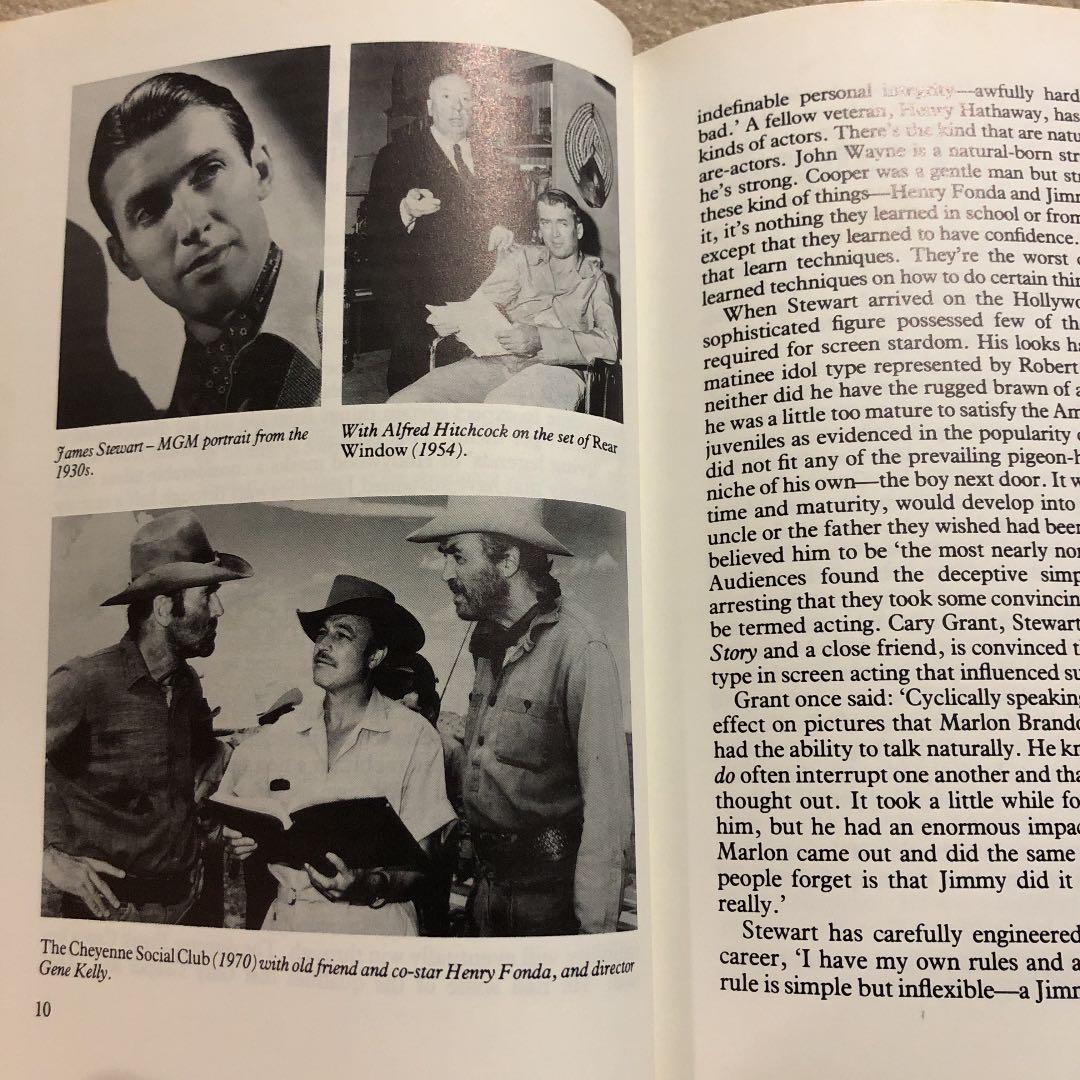 James Stewart – MGM portrait from the
1930s.
With Alfred Hitchcock on the set of Rear
Window (1954).
The Cheyenne Social Club (1970) with old friend and co-star Henry Fonda, and director
Gene Kelly.
10
indefinable personal integrity—awfully hard
bad.’ A fellow veteran, Henry Hathaway, has
kinds of actors. There’s the kind that are natu
are-actors. John Wayne is a natural-born str
he’s strong. Cooper was a gentle man but str
these kind of things—Henry Fonda and Jimm
it, it’s nothing they learned in school or from
except that they learned to have confidence.
that learn techniques. They’re the worst
learned techniques on how to do certain thin
When Stewart arrived on the Hollywo
sophisticated figure possessed few of th
required for screen stardom. His looks ha
matinee idol type represented by Robert
neither did he have the rugged brawn of a
he was a little too mature to satisfy the Am
juveniles as evidenced in the popularity
did not fit any of the prevailing pigeon-h
niche of his own—the boy next door. It w
time and maturity, would develop into
uncle or the father they wished had been
believed him to be ‘the most nearly nor
Audiences found the deceptive simp
arresting that they took some convincin
be termed acting. Cary Grant, Stewart
Story and a close friend, is convinced t
type in screen acting that influenced su
Grant once said: ‘Cyclically speaking
effect on pictures that Marlon Brando
had the ability to talk naturally. He kn
do often interrupt one another and tha
thought out. It took a little while fo
him, but he had an enormous impac
Marlon came out and did the same
people forget is that Jimmy did it
really.’
Stewart has carefully engineered
career, ‘I have my own rules and a
rule is simple but inflexible—a Jimm